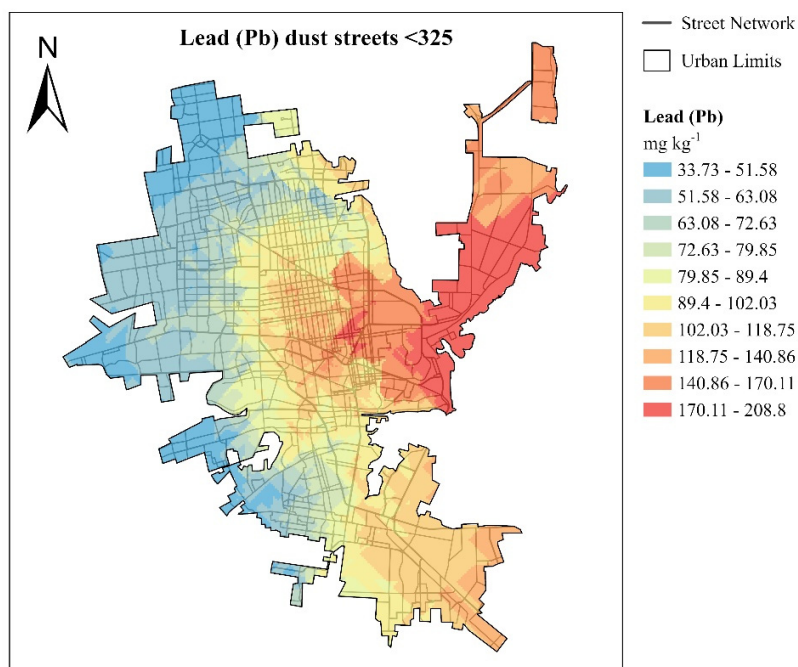 Lead (Pb) dust streets <325
N
Street Network
Urban Limits
Lead (Pb)
mg kg-1
33.73 - 51.58
51.58 - 63.08
63.08 - 72.63
72.63 - 79.85
79.85 - 89.4
89.4 - 102.03
102.03 - 118.75
118.75 - 140.86
140.86 - 170.11
170.11 - 208.8